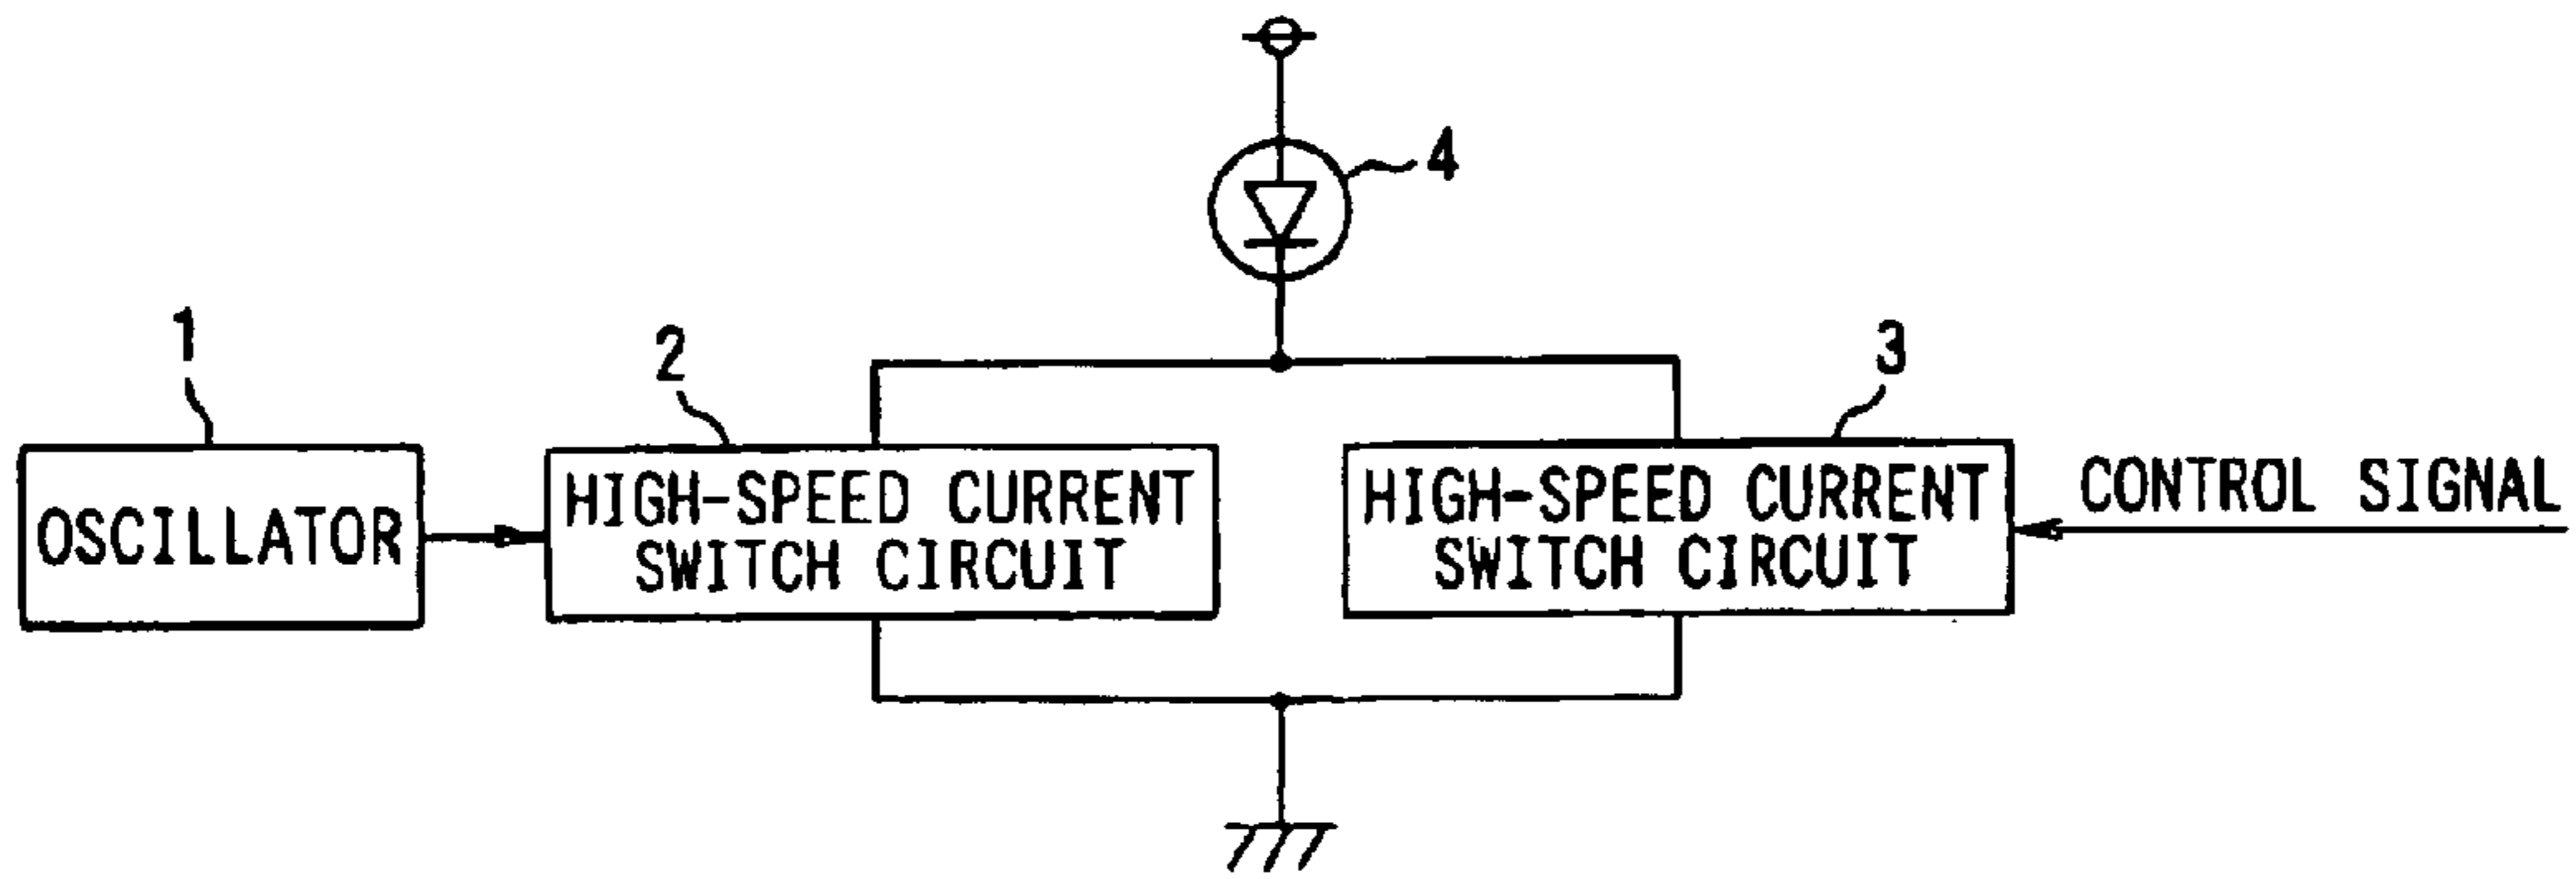 4
1
2
3
OSCILLATOR
HIGH-SPEED CURRENT
SWITCH CIRCUIT
HIGH-SPEED CURRENT
SWITCH CIRCUIT
CONTROL SIGNAL